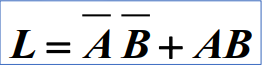 L = A̅ B̅ + AB